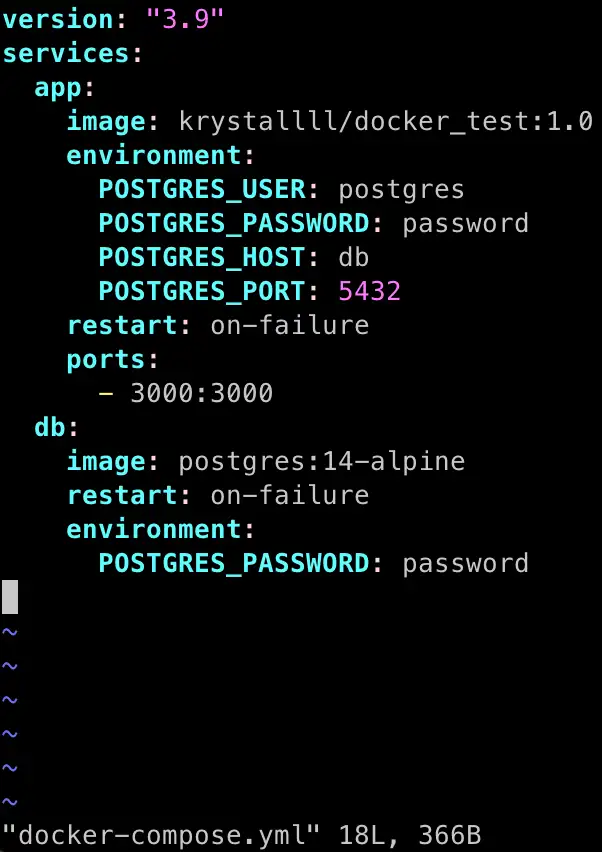 version: "3.9"
services:
  app:
    image: krystallll/docker_test:1.0
    environment:
      POSTGRES_USER: postgres
      POSTGRES_PASSWORD: password
      POSTGRES_HOST: db
      POSTGRES_PORT: 5432
    restart: on-failure
    ports:
      - 3000:3000
  db:
    image: postgres:14-alpine
    restart: on-failure
    environment:
      POSTGRES_PASSWORD: password

~
~
~
~
~
~
"docker-compose.yml" 18L, 366B